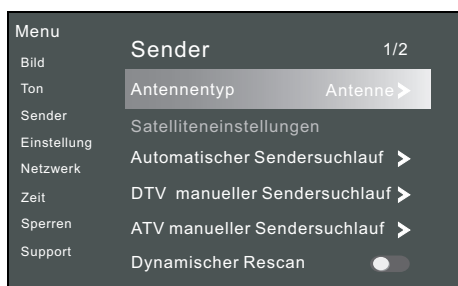 Menu
Bild
Ton
Sender
Einstellung
Netzwerk
Zeit
Sperren
Support
Sender 1/2
Antennentyp Antenne
Satelliteneinstellungen
Automatischer Sendersuchlauf
DTV manueller Sendersuchlauf
ATV manueller Sendersuchlauf
Dynamischer Rescan